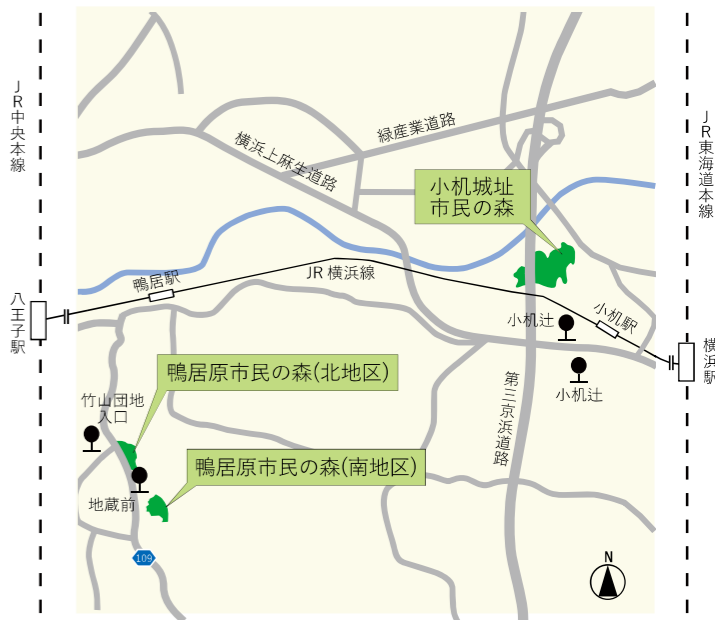 JR中央本線
八王子駅
横浜上麻生道路
緑産業道路
小机城址
市民の森
JR東海道本線
鴨居駅
JR横浜線
小机駅
小机辻
小机辻
横浜駅
第三京浜道路
鴨居原市民の森(北地区)
竹山団地
入口
鴨居原市民の森(南地区)
地蔵前
109
N